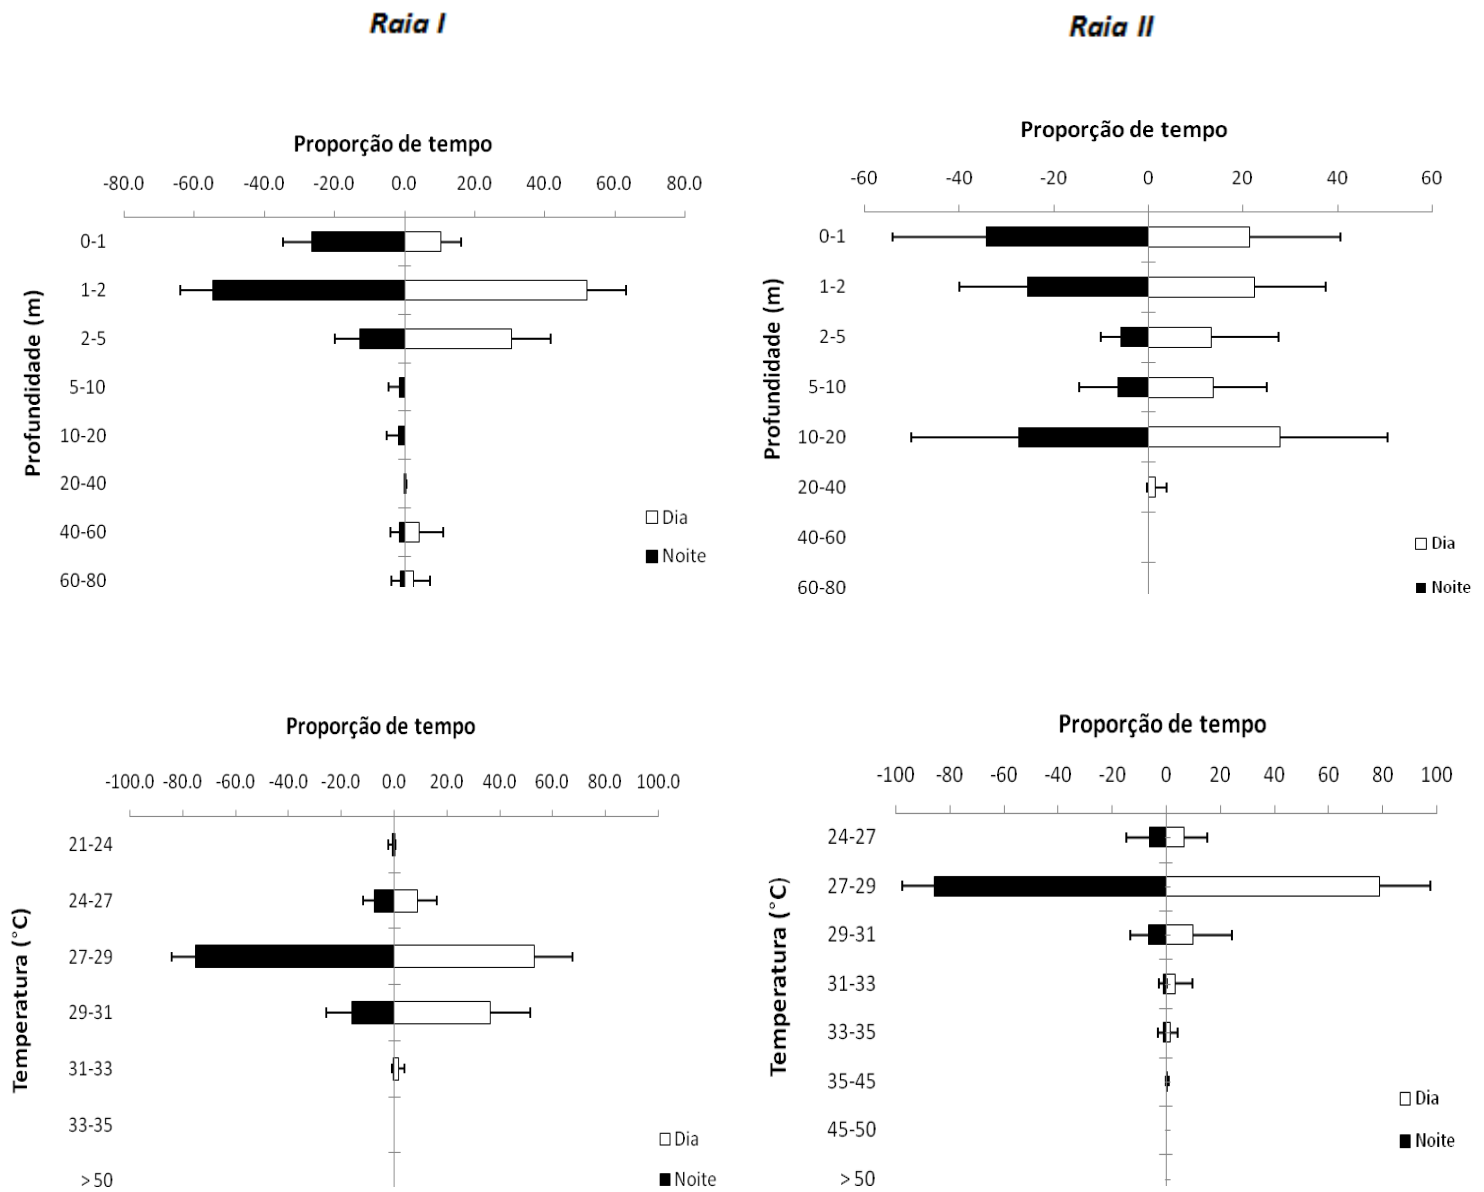 Raia I
Raia II
Proporção de tempo
-80.0 -60.0 -40.0 -20.0 0.0 20.0 40.0 60.0 80.0
Profundidade (m)
0-1
1-2
2-5
5-10
10-20
20-40
40-60
60-80
Dia
Noite
Proporção de tempo
-60 -40 -20 0 20 40 60
Profundidade (m)
0-1
1-2
2-5
5-10
10-20
20-40
40-60
60-80
Dia
Noite
Proporção de tempo
-100.0 -80.0 -60.0 -40.0 -20.0 0.0 20.0 40.0 60.0 80.0 100.0
Temperatura (°C)
21-24
24-27
27-29
29-31
31-33
33-35
>50
Dia
Noite
Proporção de tempo
-100 -80 -60 -40 -20 0 20 40 60 80 100
Temperatura (°C)
24-27
27-29
29-31
31-33
33-35
35-45
45-50
>50
Dia
Noite